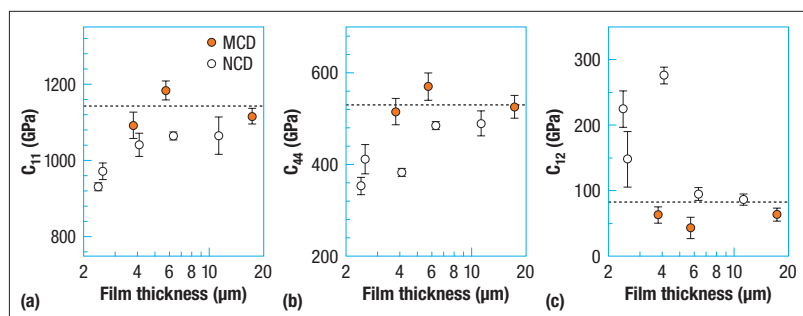 MCD
NCD
1200
1000
800
C11 (GPa)
2 4 6 8 10 20
Film thickness (µm)
(a)
600
400
200
C44 (GPa)
2 4 6 8 10 20
Film thickness (µm)
(b)
300
200
100
0
C12 (GPa)
2 4 6 8 10 20
Film thickness (µm)
(c)